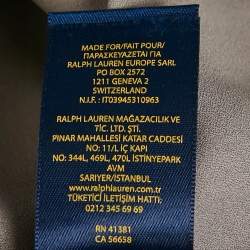 MADE FOR/FAIT POUR/
ΠΑΡΑΣΚΕΥΑΖΕΤΑΙ ΓΙΑ
RALPH LAUREN EUROPE SARL
PO BOX 2572
1211 GENEVA 2
SWITZERLAND
N.I.F.: IT03945310963
RALPH LAUREN MAĞAZACILIK VE
TİC. LTD. ŞTİ.
PINAR MAHALLESİ KATAR CADDESİ
NO: 11/L İÇ KAPI
NO: 344L, 469L, 470L İSTİNYEPARK
AVM
SARIYER/İSTANBUL
www.ralphlauren.com.tr
TÜKETİCİ İLETİŞİM HATTI:
0212 345 69 69
RN 41381
CA 56658